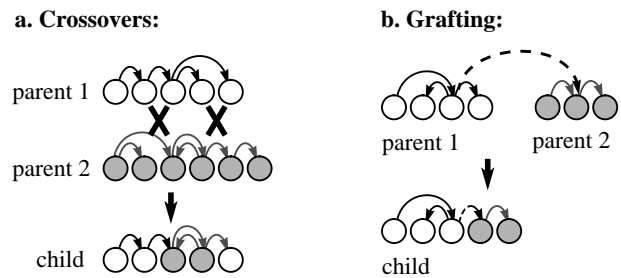 a. Crossovers:
parent 1
parent 2
child
b. Grafting:
parent 1
parent 2
child